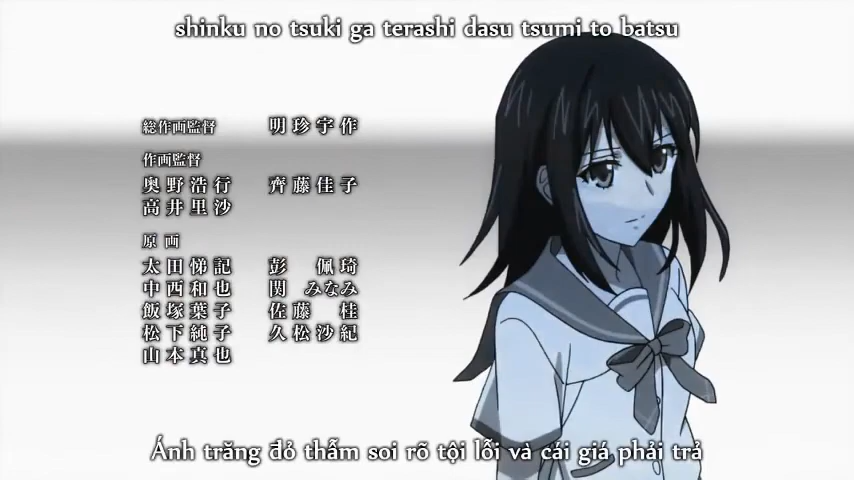 shinku no tsuki ga terashi dasu tsumi to batsu
総作画監督 明珍宇作
作画監督
奥野浩行 齊藤佳子
高井里沙
原画
太田悌記 彭佩琦
中西和也 関みなみ
飯塚葉子 佐藤桂
松下純子 久松沙紀
山本真也
Ánh trăng đỏ thắm soi rõ tội lỗi và cái giá phải trả